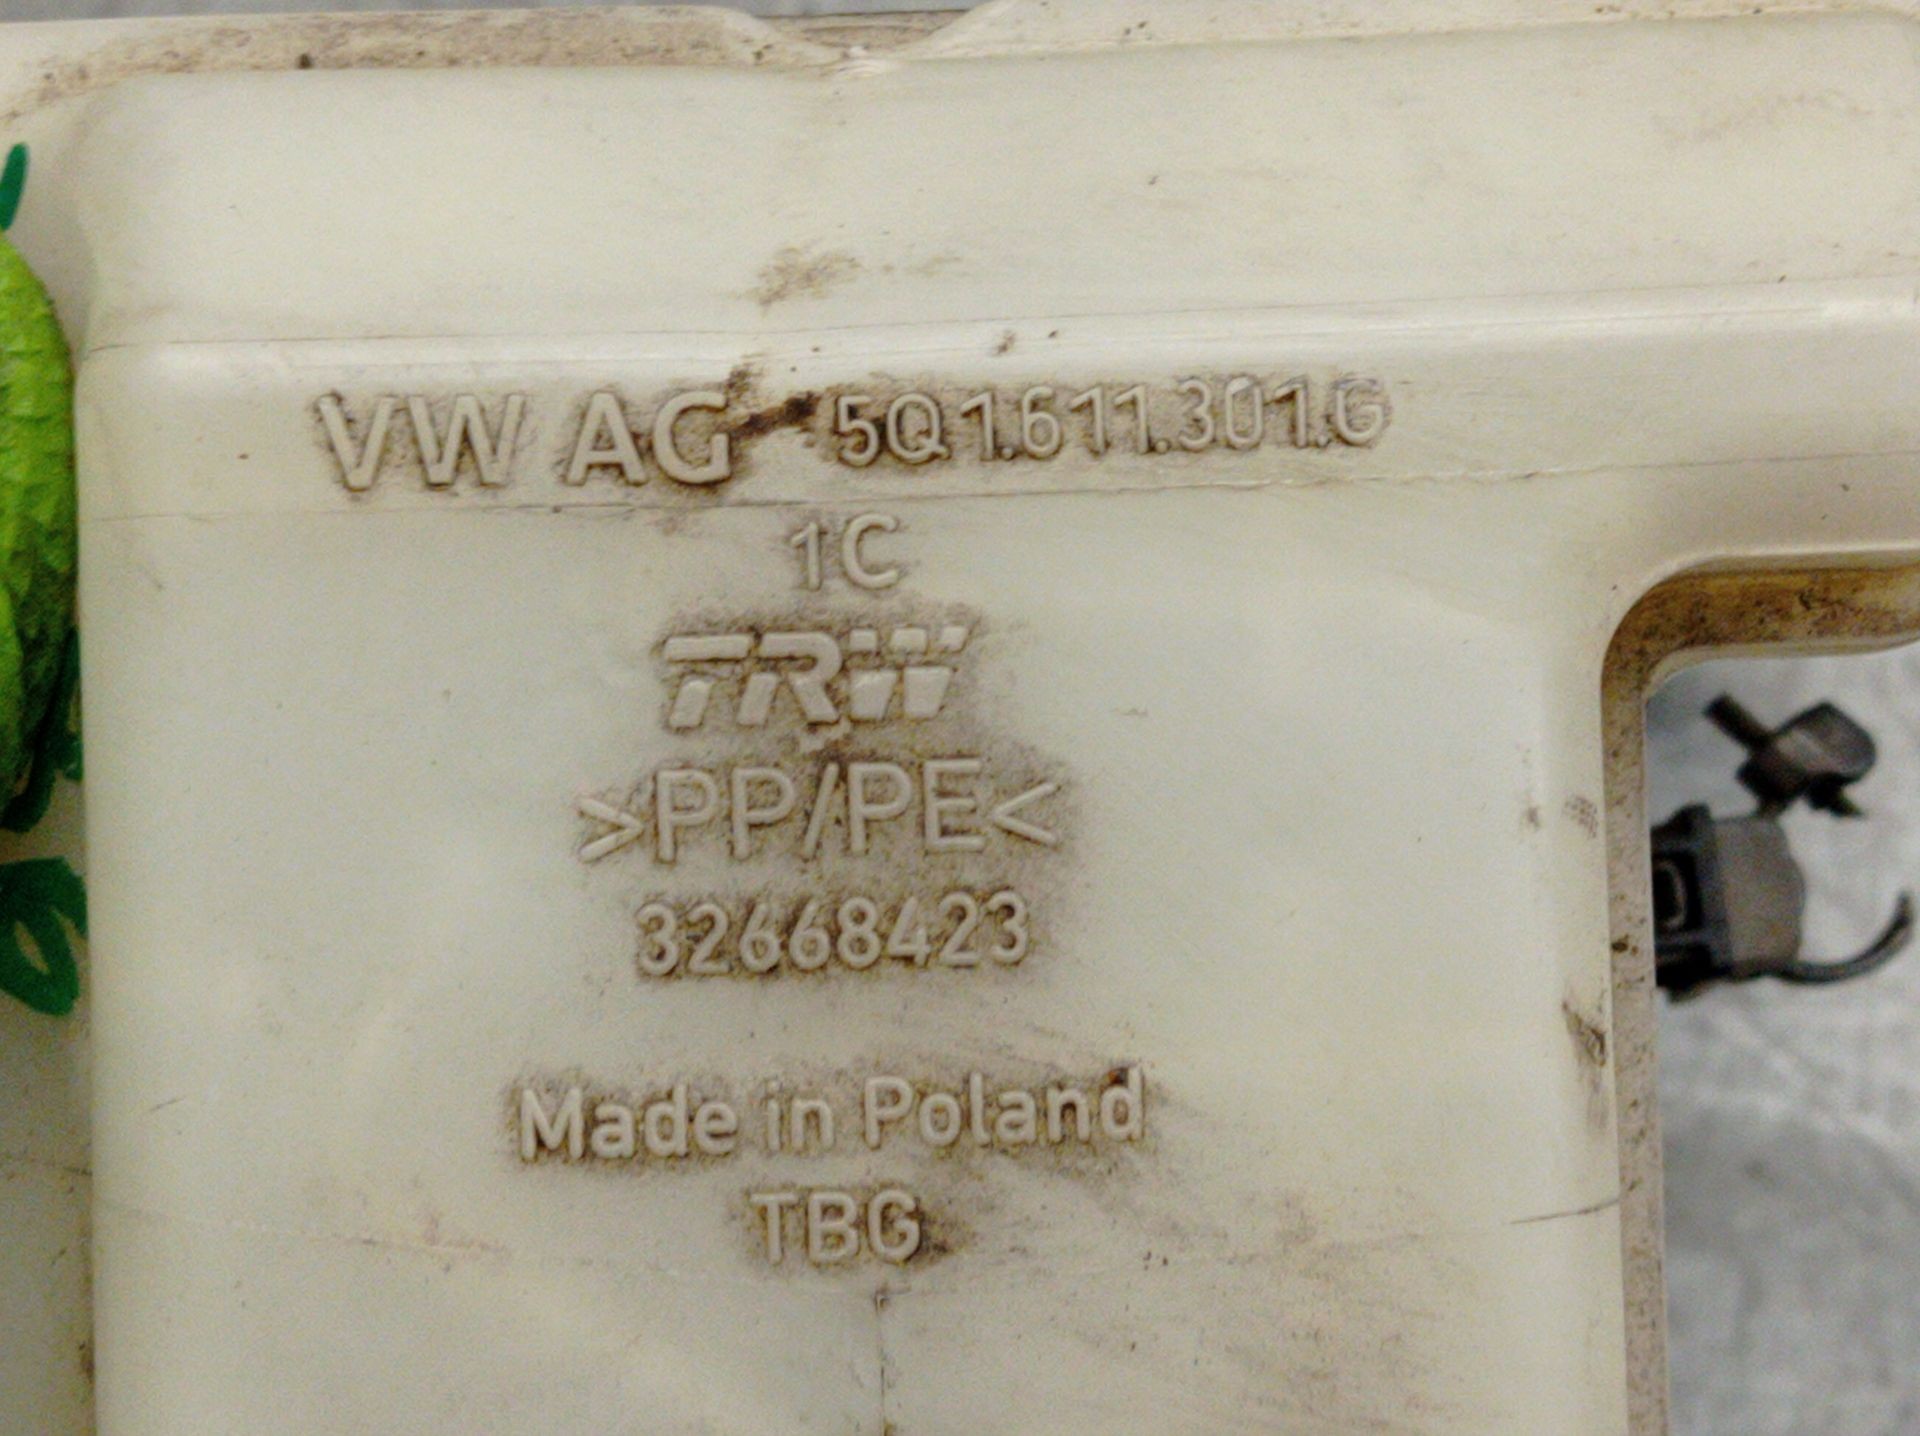 VW AG 5Q1.611.301.G
1C
TRW
>PP/PE<
32668423
Made in Poland
TBG